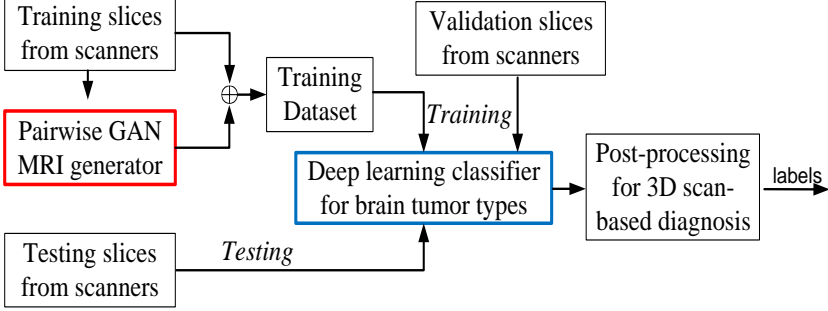 Training slices
from scanners
Validation slices
from scanners
Training
Dataset
Training
Pairwise GAN
MRI generator
Deep learning classifier
for brain tumor types
Post-processing
for 3D scan-
based diagnosis
labels
Testing slices
from scanners
Testing